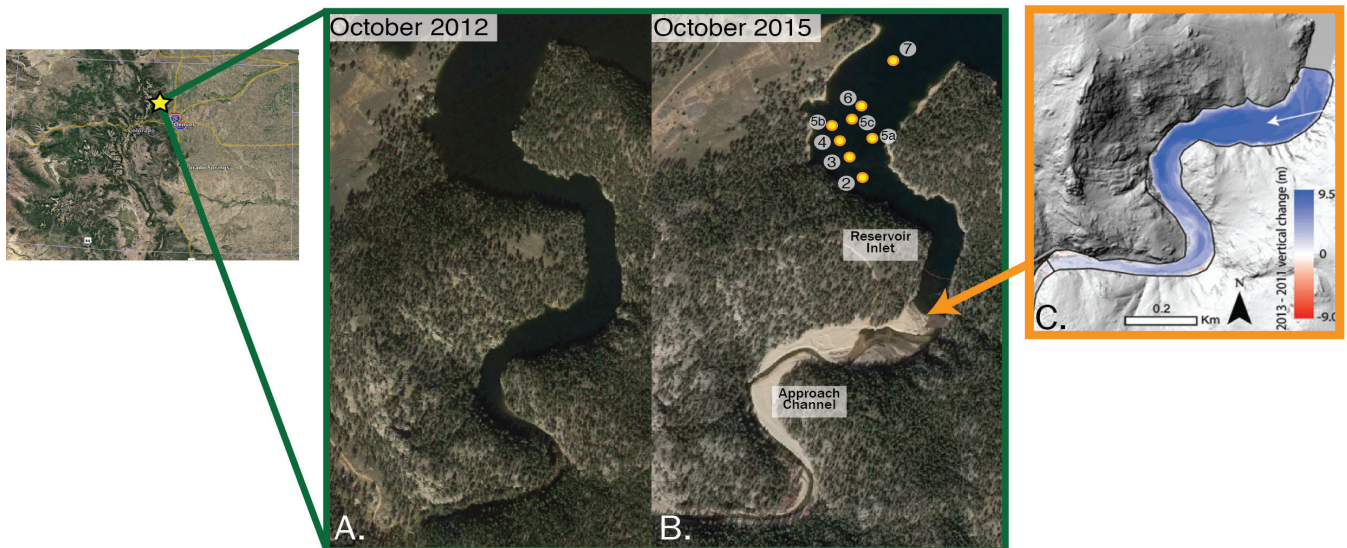 October 2012
October 2015
7
6
5b
5c
5a
4
3
2
Reservoir
Inlet
Approach
Channel
A.
B.
C.
Colorado
Denver
2013 - 2011 vertical change (m)
9.5
0
-9.0
N
0.2
Km